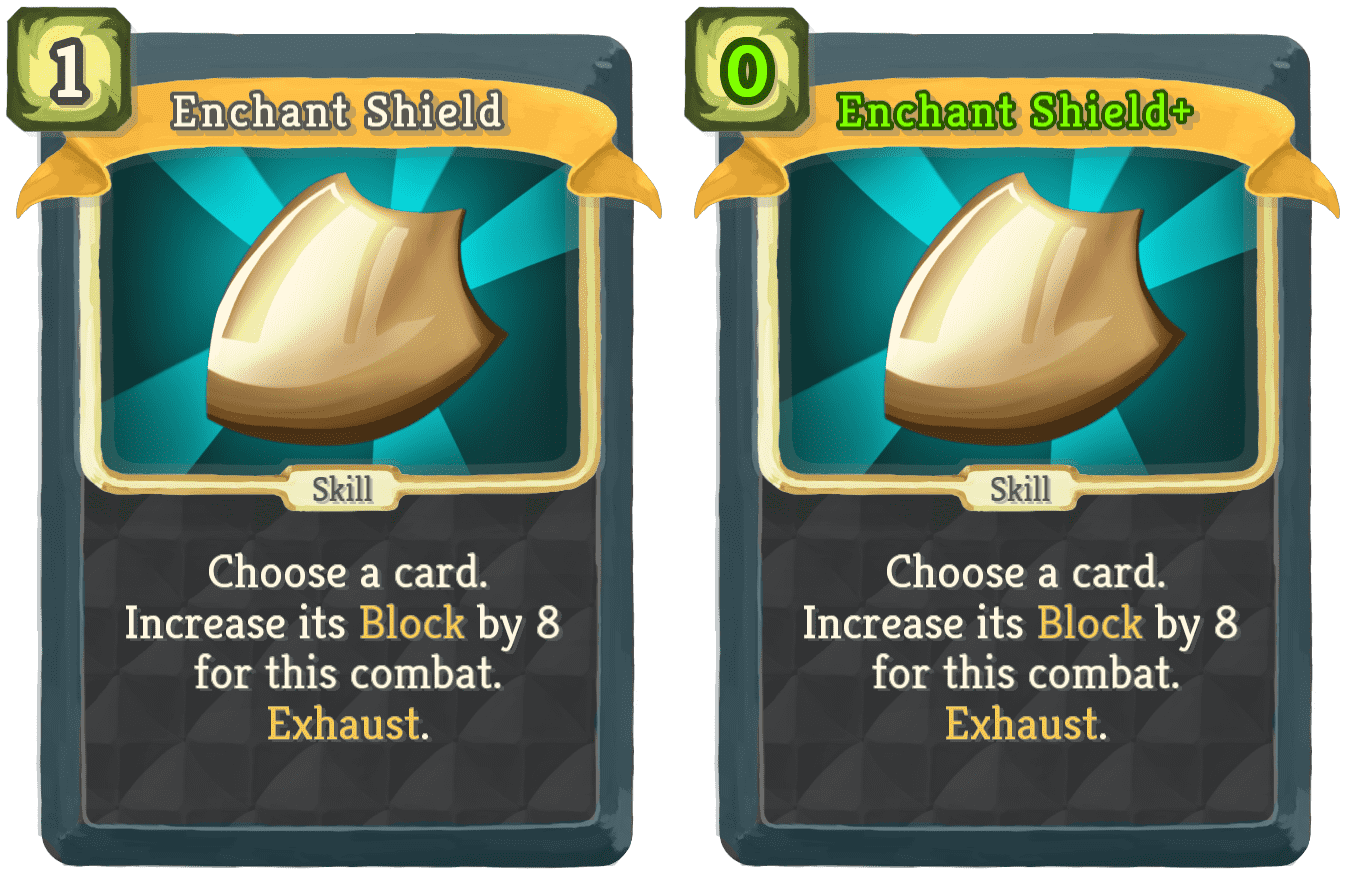 1
Enchant Shield
Skill
Choose a card.
Increase its Block by 8
for this combat.
Exhaust.
0
Enchant Shield+
Skill
Choose a card.
Increase its Block by 8
for this combat.
Exhaust.